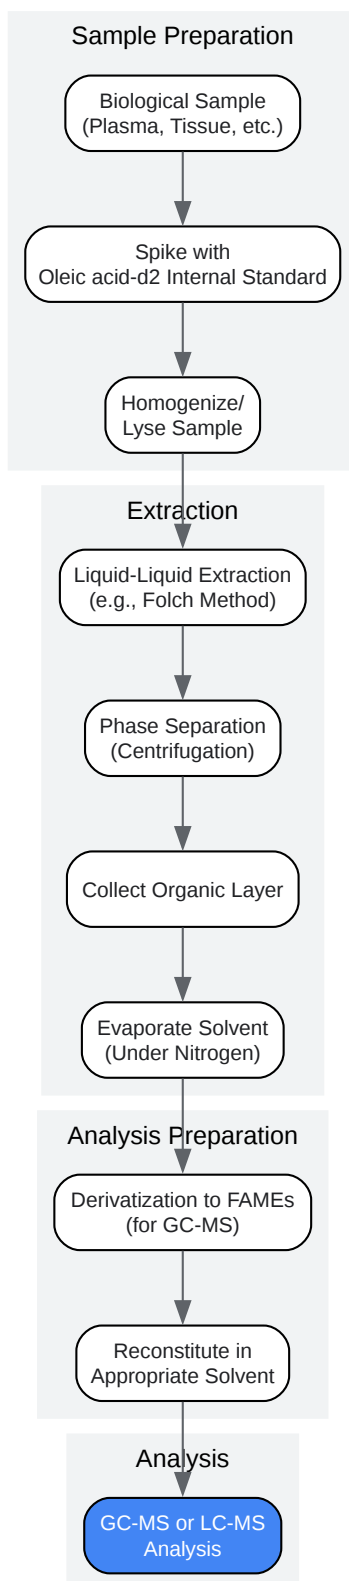 Sample Preparation
Biological Sample
(Plasma, Tissue, etc.)
Spike with
Oleic acid-d2 Internal Standard
Homogenize/
Lyse Sample
Extraction
Liquid-Liquid Extraction
(e.g., Folch Method)
Phase Separation
(Centrifugation)
Collect Organic Layer
Evaporate Solvent
(Under Nitrogen)
Analysis Preparation
Derivatization to FAMEs
(for GC-MS)
Reconstitute in
Appropriate Solvent
Analysis
GC-MS or LC-MS
Analysis